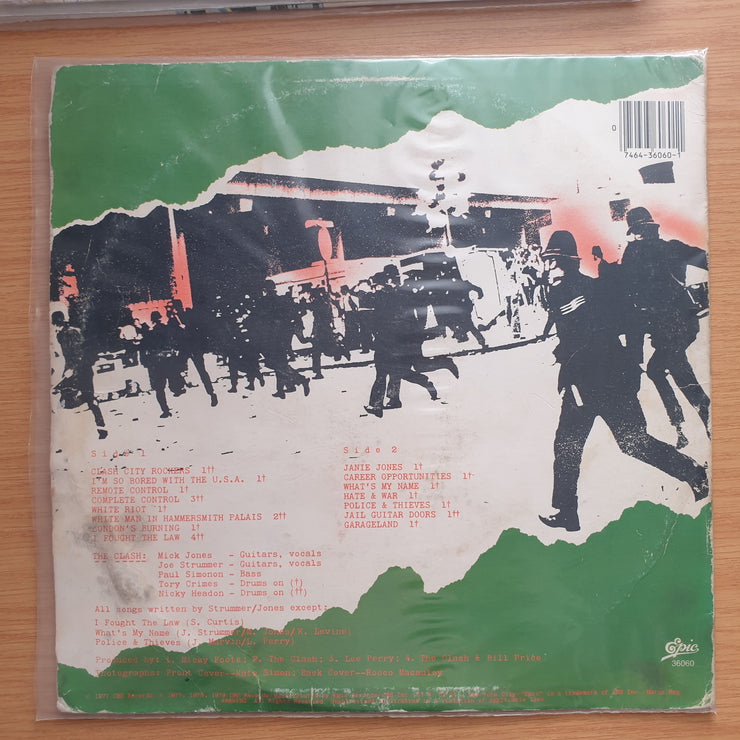 0
7464-36060-1
Side 1
CLASH CITY ROCKERS 1††
I'M SO BORED WITH THE U.S.A. 1†
REMOTE CONTROL 1†
COMPLETE CONTROL 3††
WHITE RIOT 1†
WHITE MAN IN HAMMERSMITH PALAIS 2††
LONDON'S BURNING 1†
I FOUGHT THE LAW 4††
Side 2
JANIE JONES 1†
CAREER OPPORTUNITIES 1†
WHAT'S MY NAME 1†
HATE & WAR 1†
POLICE & THIEVES 1†
JAIL GUITAR DOORS 1††
GARAGELAND 1†
THE CLASH: Mick Jones - Guitars, vocals
Joe Strummer - Guitars, vocals
Paul Simonon - Bass
Tory Crimes - Drums on (†)
Nicky Headon - Drums on (††)
All songs written by Strummer/Jones except:
I Fought The Law (S. Curtis)
What's My Name (J. Strummer/M. Jones/K. Levine)
Police & Thieves (J. Marvin/L. Perry)
Produced by: 1. Micky Foote; 2. The Clash; 3. Lee Perry; 4. The Clash & Bill Price
Photographs: Front Cover--Kate Simon; Back Cover--Rocco Macauley
Epic
36060